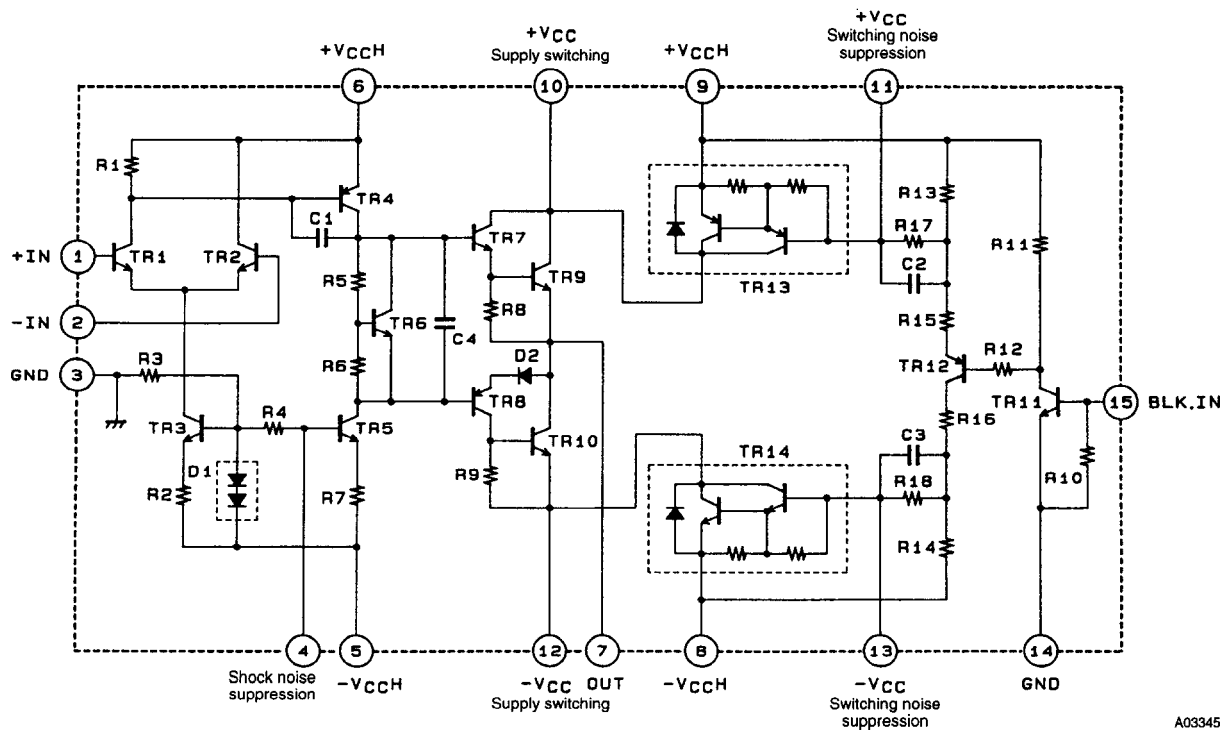 +VCC
Switching noise
suppression
+VCCH
+VCC
Supply switching
+VCCH
6
10
9
11
R1
TR4
C1
TR7
R13
R17
R11
+IN
1
TR1
TR2
R5
TR9
TR13
C2
R8
-IN
2
TR6
C4
R15
GND
3
R3
R6
D2
TR12
R12
TR8
TR11
15
BLK.IN
R4
R16
TR3
TR5
TR10
TR14
C3
R9
D1
R2
R7
R18
R10
R14
4
5
12
7
8
13
14
Shock noise
suppression
-VCCH
-VCC
OUT
Supply switching
-VCCH
-VCC
Switching noise
suppression
GND
A03345